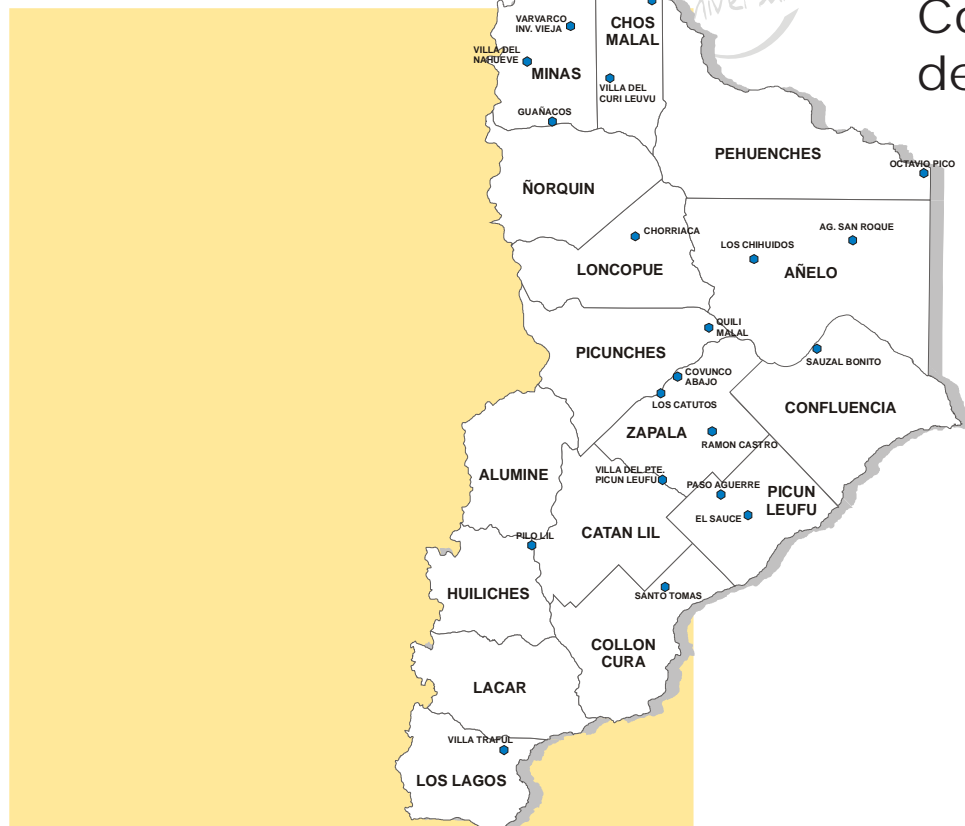 Co
de
VARVARCO
INV. VIEJA
CHOS
MALAL
VILLA DEL
NAHUEVE
MINAS
VILLA DEL
CURI LEUVU
GUAÑACOS
PEHUENCHES
OCTAVIO PICO
ÑORQUIN
CHORRIACA
AG. SAN ROQUE
LOS CHIHUIDOS
LONCOPUE
AÑELO
QUILI
MALAL
PICUNCHES
SAUZAL BONITO
COVUNCO
ABAJO
LOS CATUTOS
CONFLUENCIA
ZAPALA
RAMON CASTRO
ALUMINE
VILLA DEL PTE.
PICUN LEUFU
PASO AGUERRE
PICUN
LEUFU
EL SAUCE
CATAN LIL
PILO LIL
HUILICHES
SANTO TOMAS
COLLON
CURA
LACAR
VILLA TRAFUL
LOS LAGOS